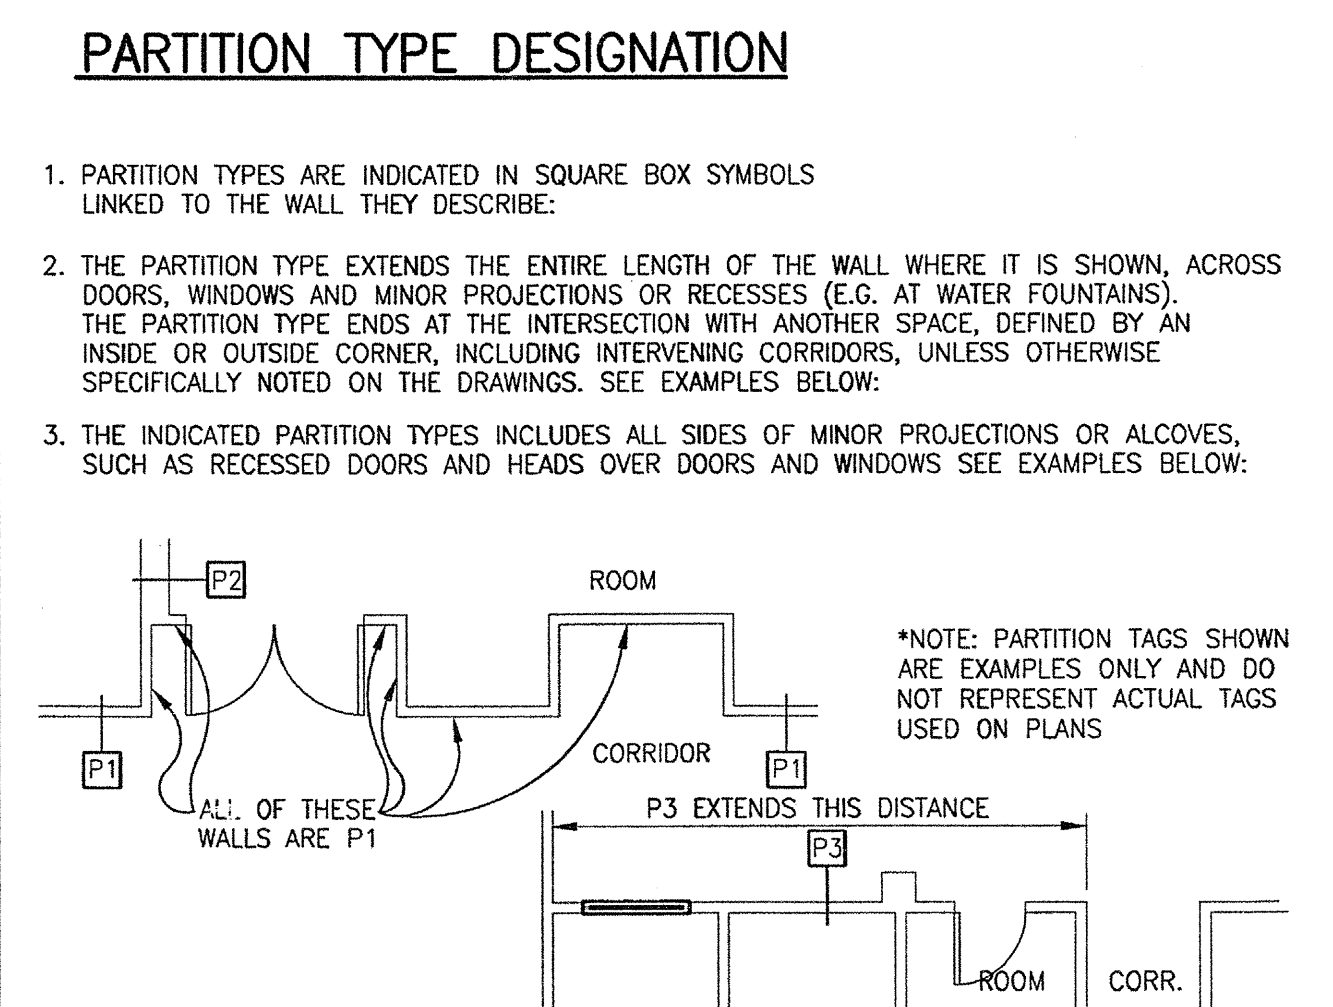 PARTITION TYPE DESIGNATION
1. PARTITION TYPES ARE INDICATED IN SQUARE BOX SYMBOLS
LINKED TO THE WALL THEY DESCRIBE:
2. THE PARTITION TYPE EXTENDS THE ENTIRE LENGTH OF THE WALL WHERE IT IS SHOWN, ACROSS
DOORS, WINDOWS AND MINOR PROJECTIONS OR RECESSES (E.G. AT WATER FOUNTAINS).
THE PARTITION TYPE ENDS AT THE INTERSECTION WITH ANOTHER SPACE, DEFINED BY AN
INSIDE OR OUTSIDE CORNER, INCLUDING INTERVENING CORRIDORS, UNLESS OTHERWISE
SPECIFICALLY NOTED ON THE DRAWINGS. SEE EXAMPLES BELOW:
3. THE INDICATED PARTITION TYPES INCLUDES ALL SIDES OF MINOR PROJECTIONS OR ALCOVES,
SUCH AS RECESSED DOORS AND HEADS OVER DOORS AND WINDOWS SEE EXAMPLES BELOW:
P2
ROOM
*NOTE: PARTITION TAGS SHOWN
ARE EXAMPLES ONLY AND DO
NOT REPRESENT ACTUAL TAGS
USED ON PLANS
CORRIDOR
P1
P1
ALL OF THESE
WALLS ARE P1
P3 EXTENDS THIS DISTANCE
P3
ROOM
CORR.